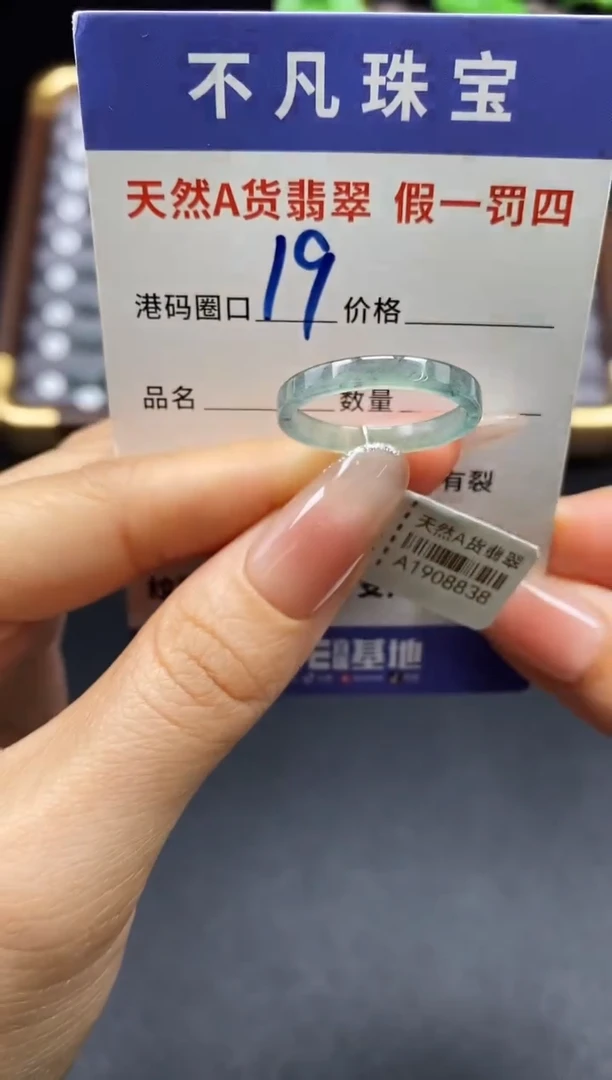 不凡珠宝
天然A货翡翠 假一罚四
港码圈口 19 价格
品名 数量
有裂
天然A货翡翠
A1908838
基地